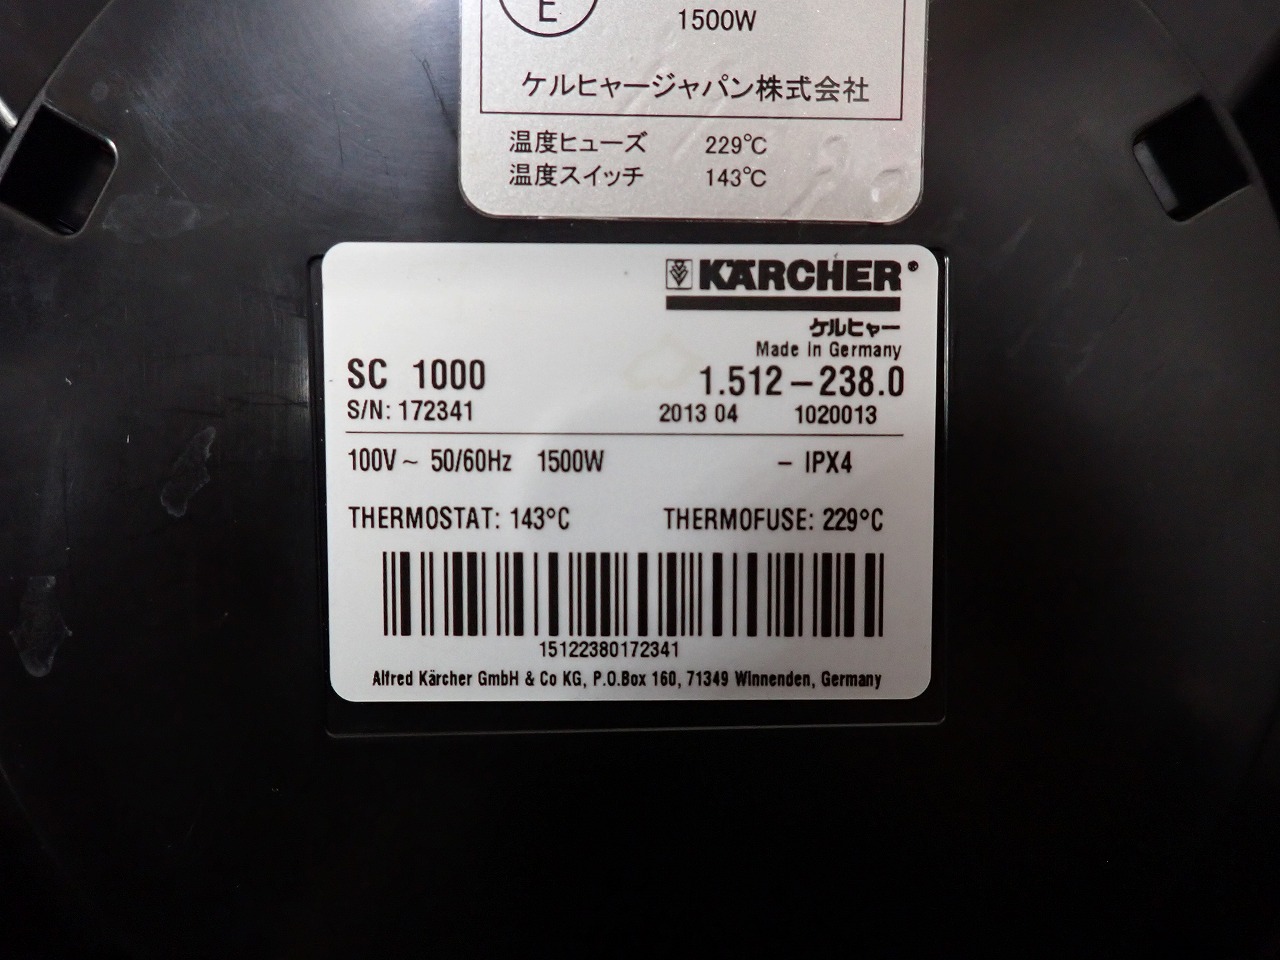 E
1500W
ケルヒャージャパン株式会社
温度ヒューズ 229℃
温度スイッチ 143℃
KÄRCHER®
ケルヒャー
Made in Germany
SC 1000 1.512-238.0
S/N: 172341 2013 04 1020013
100V ~ 50/60Hz 1500W - IPX4
THERMOSTAT: 143°C THERMOFUSE: 229°C
15122380172341
Alfred Kärcher GmbH & Co KG, P.O.Box 160, 71349 Winnenden, Germany